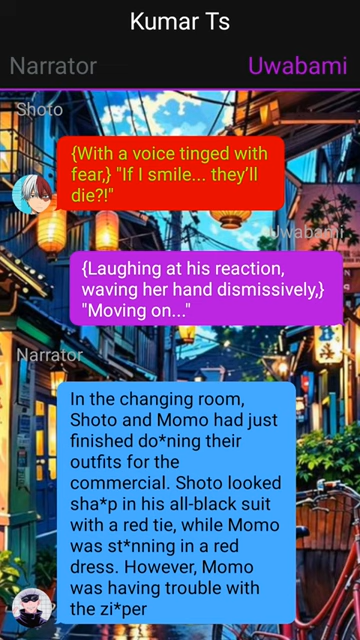 Kumar Ts
Narrator Uwabami
Shoto
{With a voice tinged with
fear,} "If I smile... they'll
die?!"
Uwabami
{Laughing at his reaction,
waving her hand dismissively,}
"Moving on..."
Narrator
In the changing room,
Shoto and Momo had just
finished do*ning their
outfits for the
commercial. Shoto looked
sha*p in his all-black suit
with a red tie, while Momo
was st*nning in a red
dress. However, Momo
was having trouble with
the zi*per